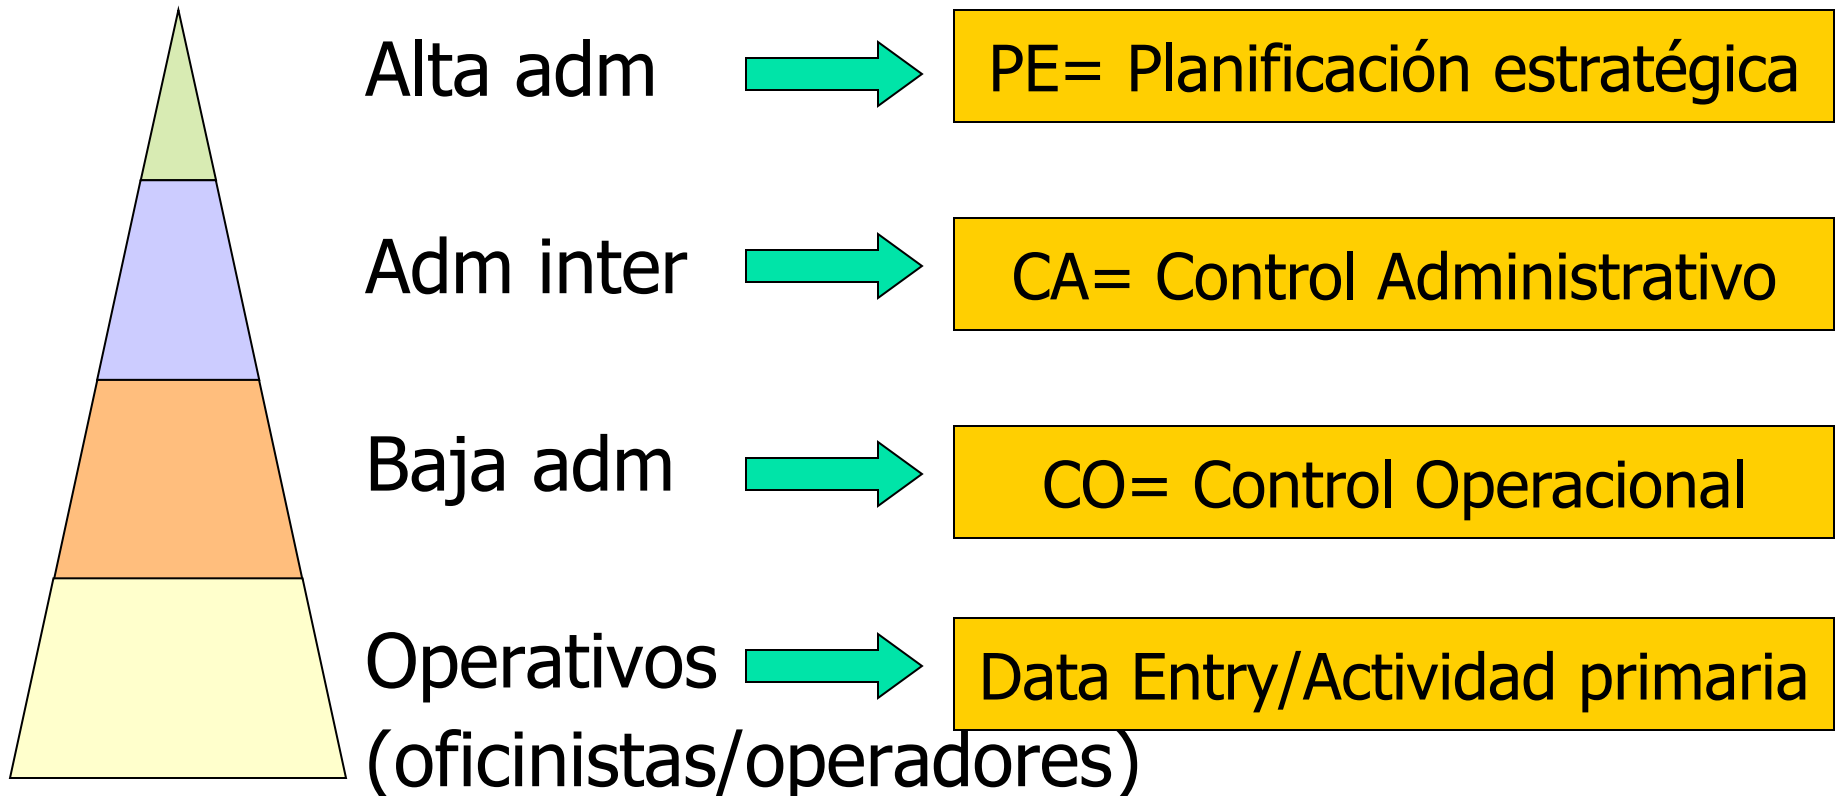 Alta adm
PE= Planificación estratégica
Adm inter
CA= Control Administrativo
Baja adm
CO= Control Operacional
Operativos
Data Entry/Actividad primaria
(oficinistas/operadores)